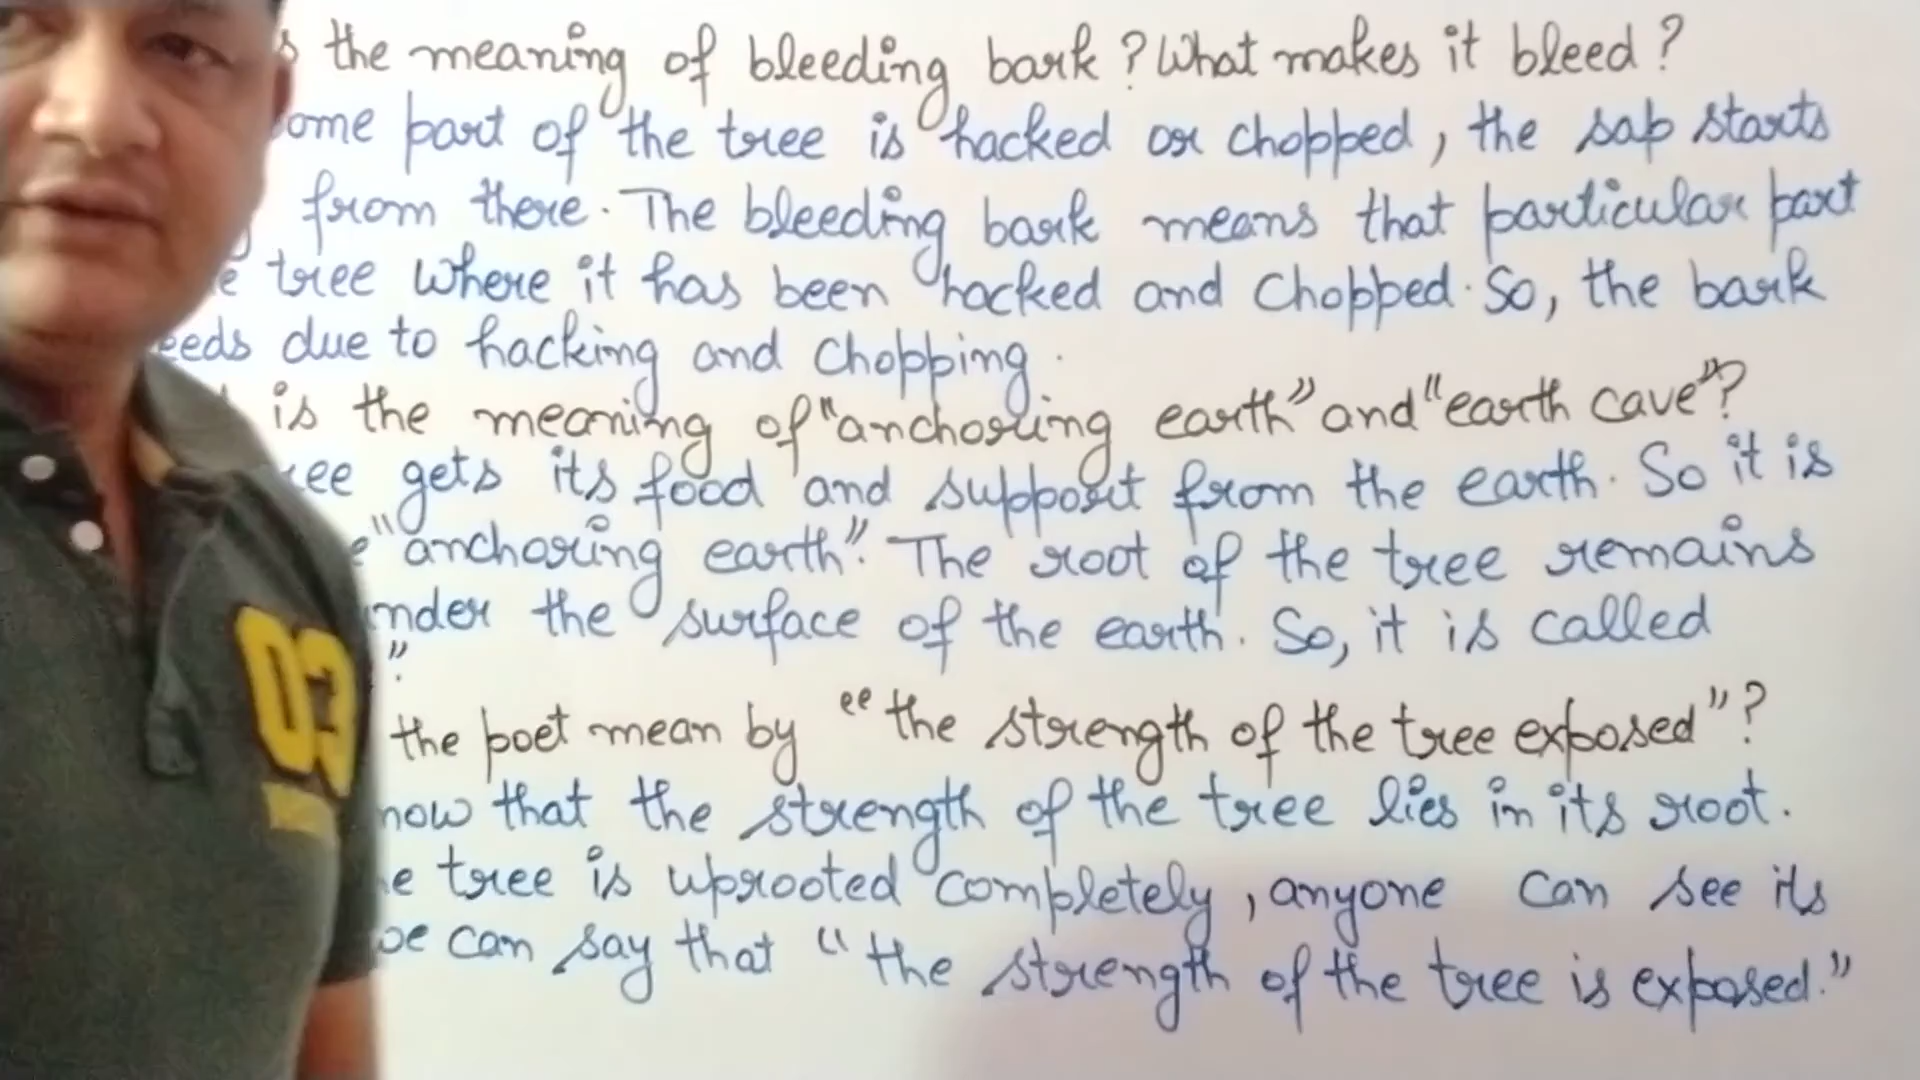 the meaning of bleeding bark ? What makes it bleed ?
part of the tree is hacked or chopped, the sap starts
from there. The bleeding bark means that particular part
tree where it has been hacked and chopped. So, the bark
due to hacking and chopping.
is the meaning of "anchoring earth" and "earth cave"?
gets its food and support from the earth. So it is
"anchoring earth". The root of the tree remains
the surface of the earth. So, it is called
"
the poet mean by "the strength of the tree exposed"?
that the strength of the tree lies in its root.
tree is uprooted completely, anyone can see its
can say that "the strength of the tree is exposed."
03